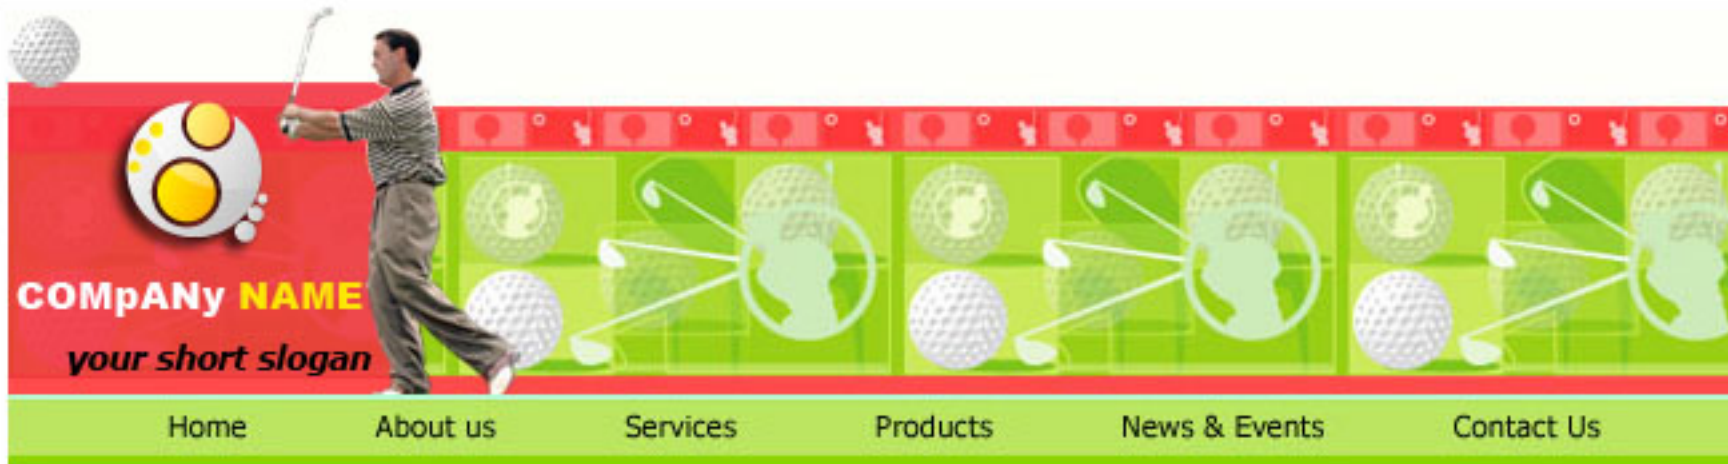 COMpANy NAME
your short slogan
Home About us Services Products News & Events Contact Us